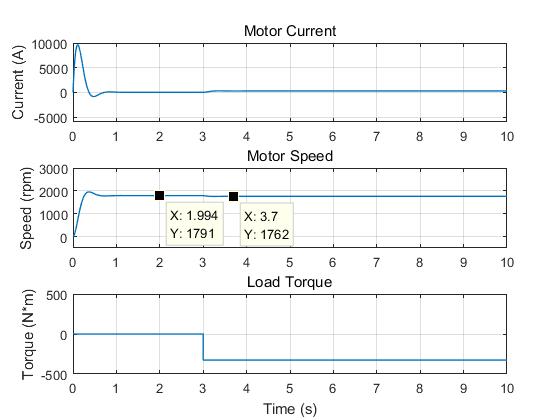 Motor Current
Current (A)
10000
5000
0
-5000
0 1 2 3 4 5 6 7 8 9 10
Motor Speed
Speed (rpm)
3000
2000
1000
0
X: 1.994
Y: 1791
X: 3.7
Y: 1762
0 1 2 3 4 5 6 7 8 9 10
Load Torque
Torque (N*m)
500
0
-500
0 1 2 3 4 5 6 7 8 9 10
Time (s)